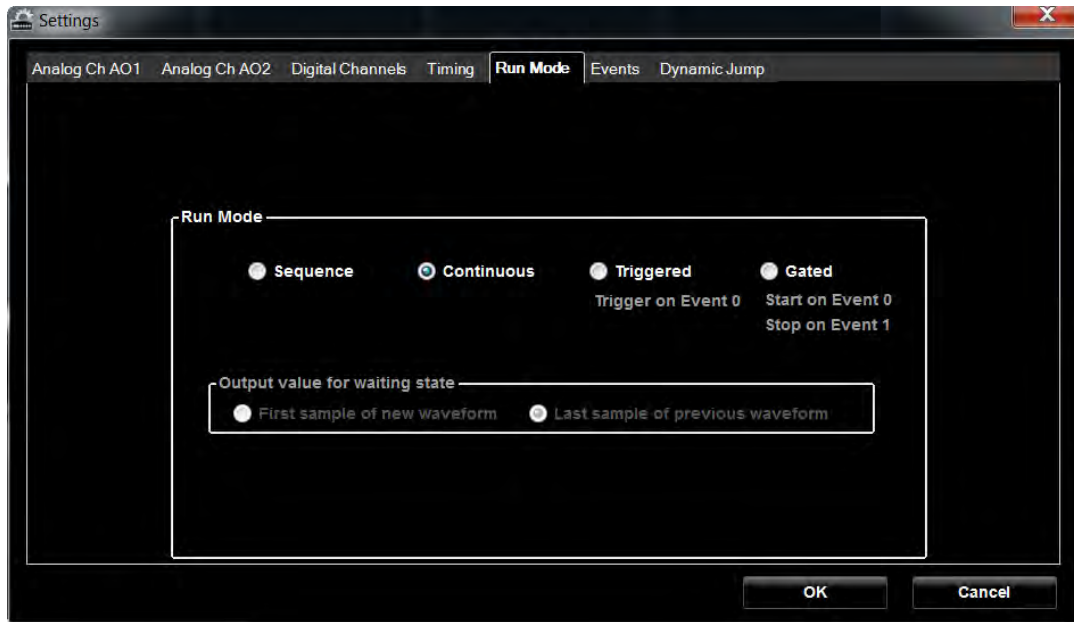 Settings
X
Analog Ch AO1 Analog Ch AO2 Digital Channels Timing Run Mode Events Dynamic Jump
Run Mode
Sequence Continuous Triggered Gated
Trigger on Event 0 Start on Event 0
Stop on Event 1
Output value for waiting state
First sample of new waveform Last sample of previous waveform
OK Cancel